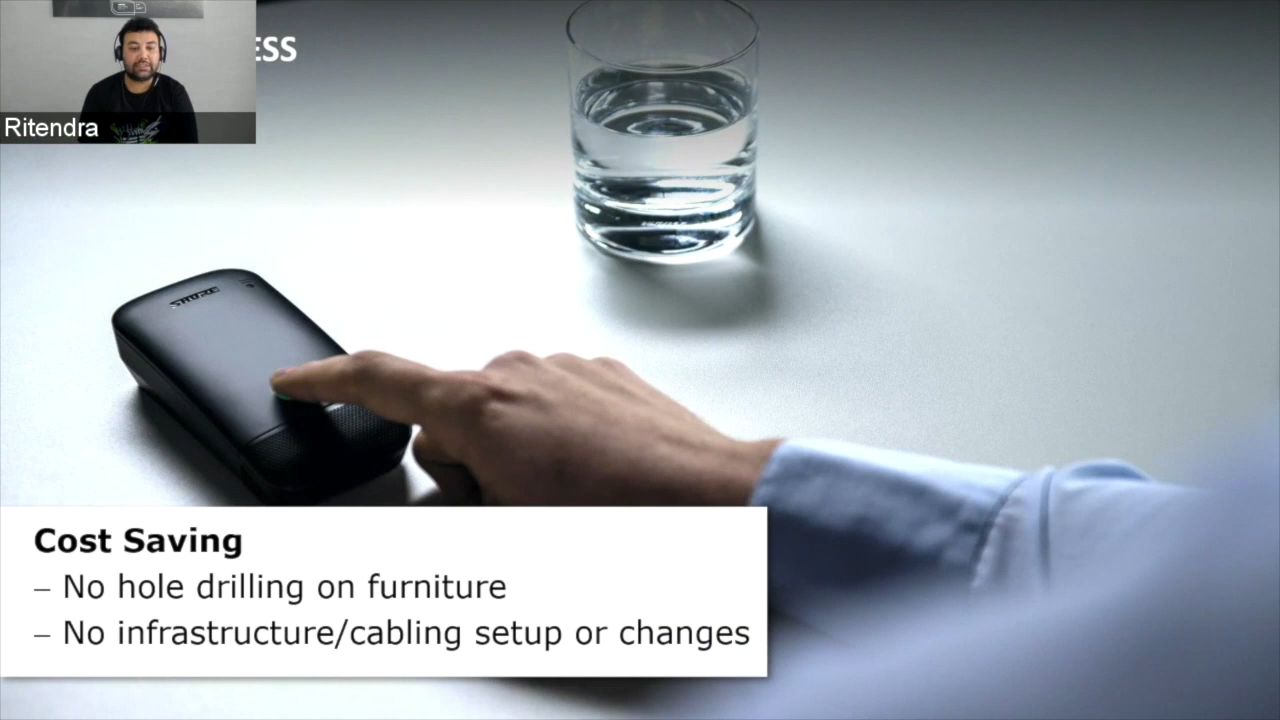 ESS
Ritendra
SHURE
Cost Saving
– No hole drilling on furniture
– No infrastructure/cabling setup or changes